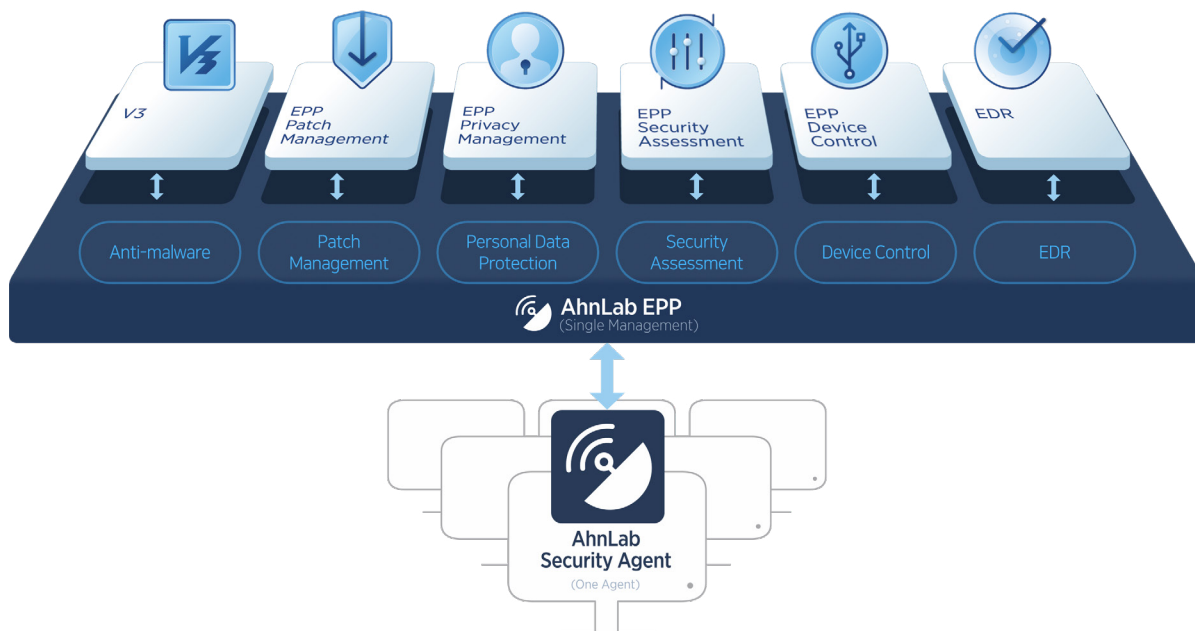 V3
EPP
Patch
Management
EPP
Privacy
Management
EPP
Security
Assessment
EPP
Device
Control
EDR
Anti-malware
Patch
Management
Personal Data
Protection
Security
Assessment
Device Control
EDR
AhnLab EPP
(Single Management)
AhnLab
Security Agent
(One Agent)